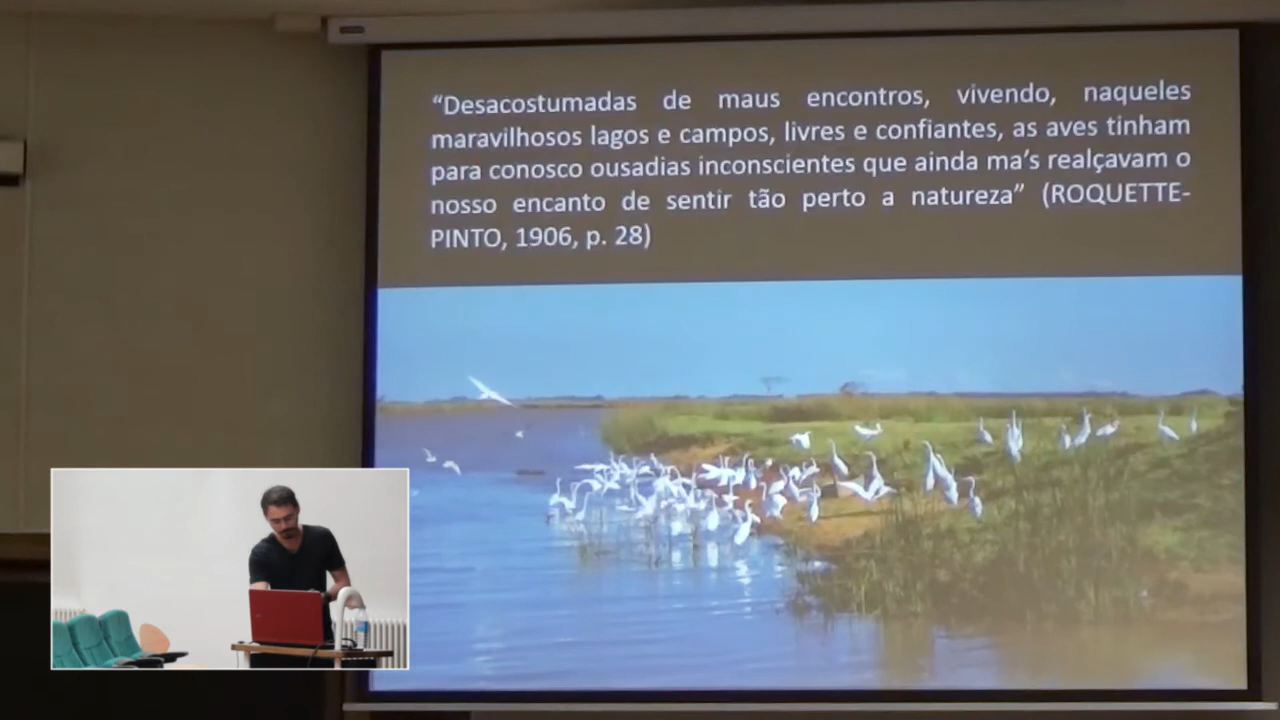 “Desacostumadas de maus encontros, vivendo, naqueles
maravilhosos lagos e campos, livres e confiantes, as aves tinham
para conosco ousadias inconscientes que ainda ma’s realçavam o
nosso encanto de sentir tão perto a natureza” (ROQUETTE-
PINTO, 1906, p. 28)